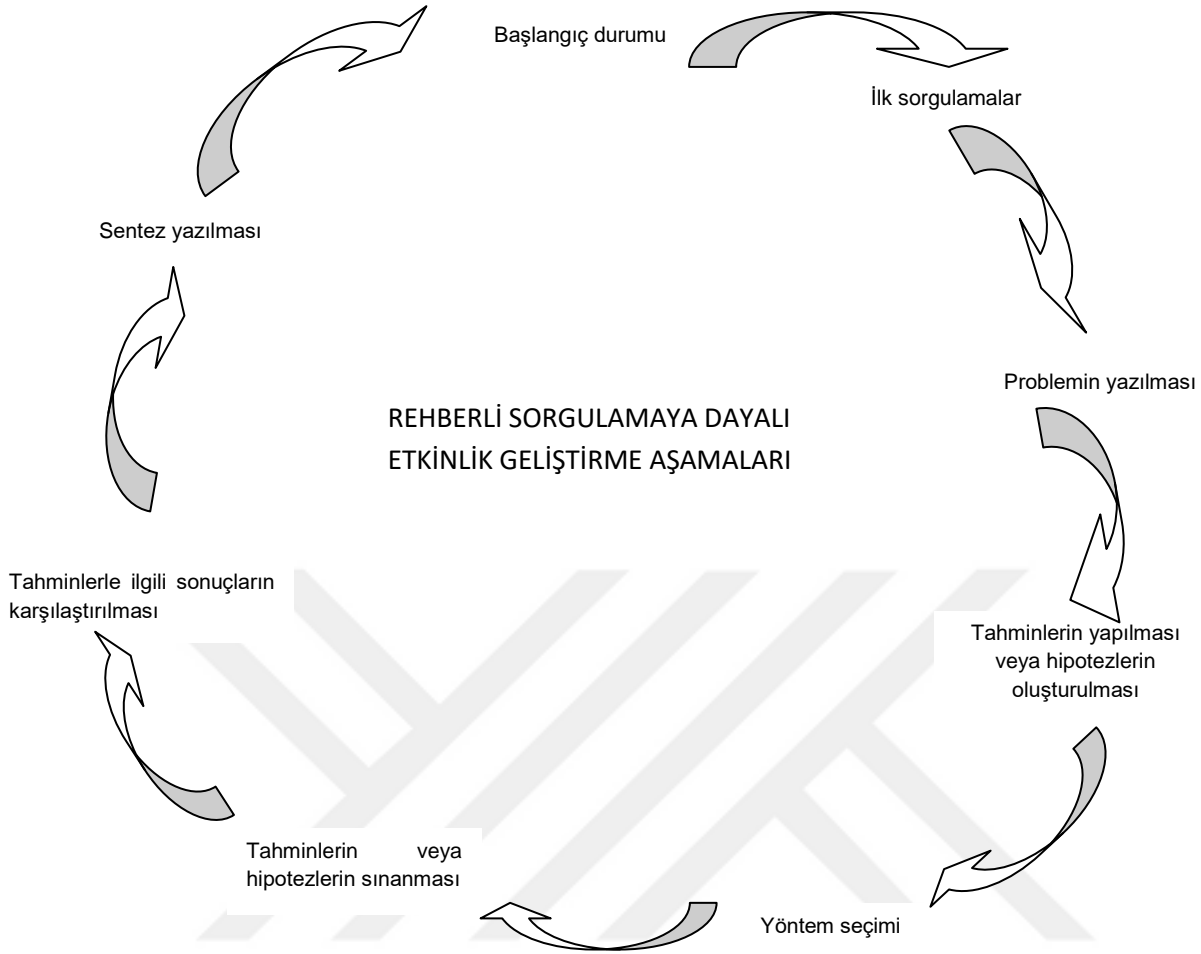 Başlangıç durumu
İlk sorgulamalar
Problemin yazılması
Tahminlerin yapılması
veya hipotezlerin
oluşturulması
Yöntem seçimi
Tahminlerin veya
hipotezlerin sınanması
Tahminlerle ilgili sonuçların
karşılaştırılması
Sentez yazılması
REHBERLİ SORGULAMAYA DAYALI
ETKİNLİK GELİŞTİRME AŞAMALARI